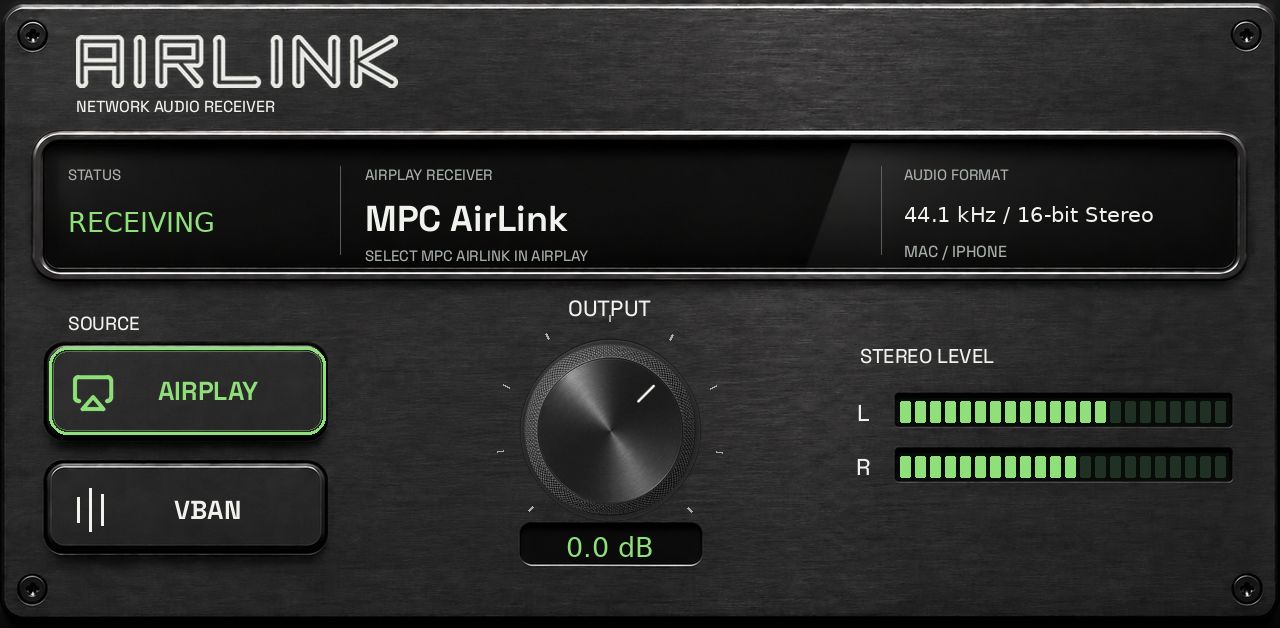 AIRLINK
NETWORK AUDIO RECEIVER
STATUS
RECEIVING
AIRPLAY RECEIVER
MPC AirLink
SELECT MPC AIRLINK IN AIRPLAY
AUDIO FORMAT
44.1 kHz / 16-bit Stereo
MAC / IPHONE
SOURCE
AIRPLAY
VBAN
OUTPUT
0.0 dB
STEREO LEVEL
L
R